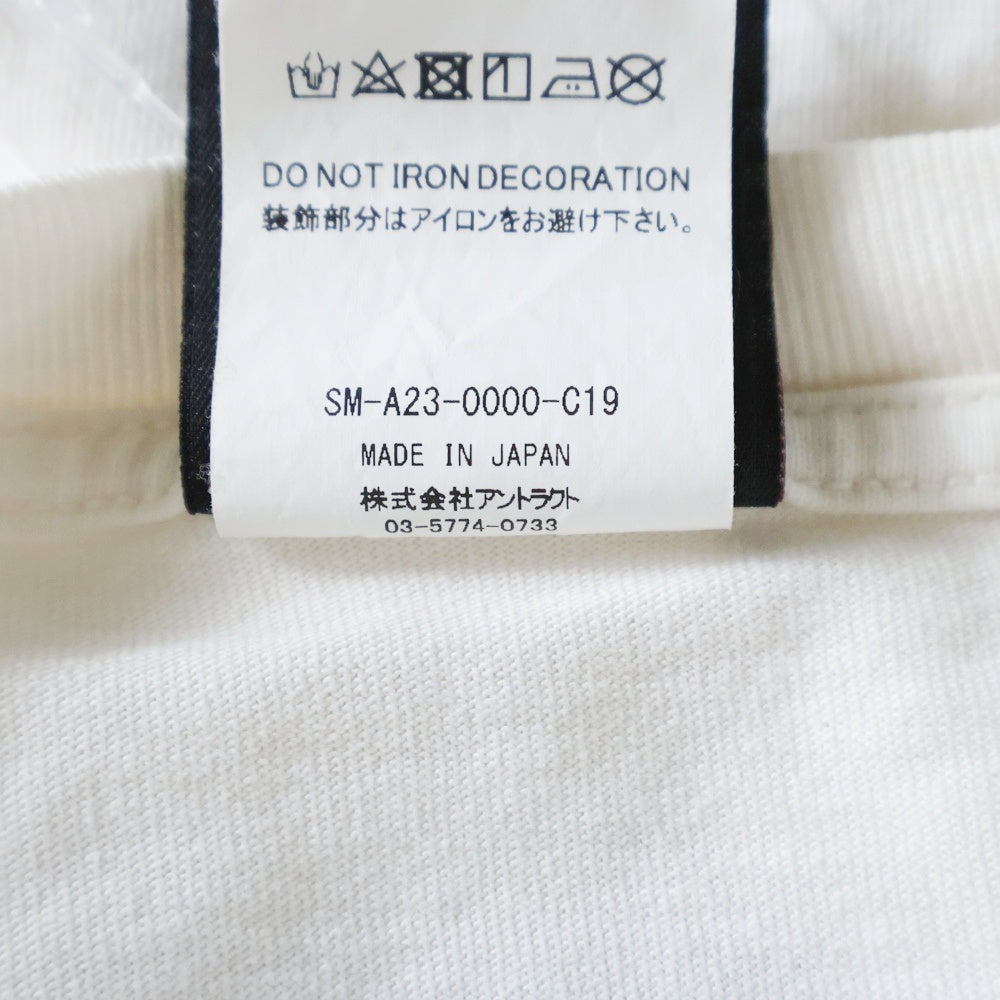 DO NOT IRON DECORATION
装飾部分はアイロンをお避け下さい。
SM-A23-0000-C19
MADE IN JAPAN
株式会社アントラクト
03-5774-0733